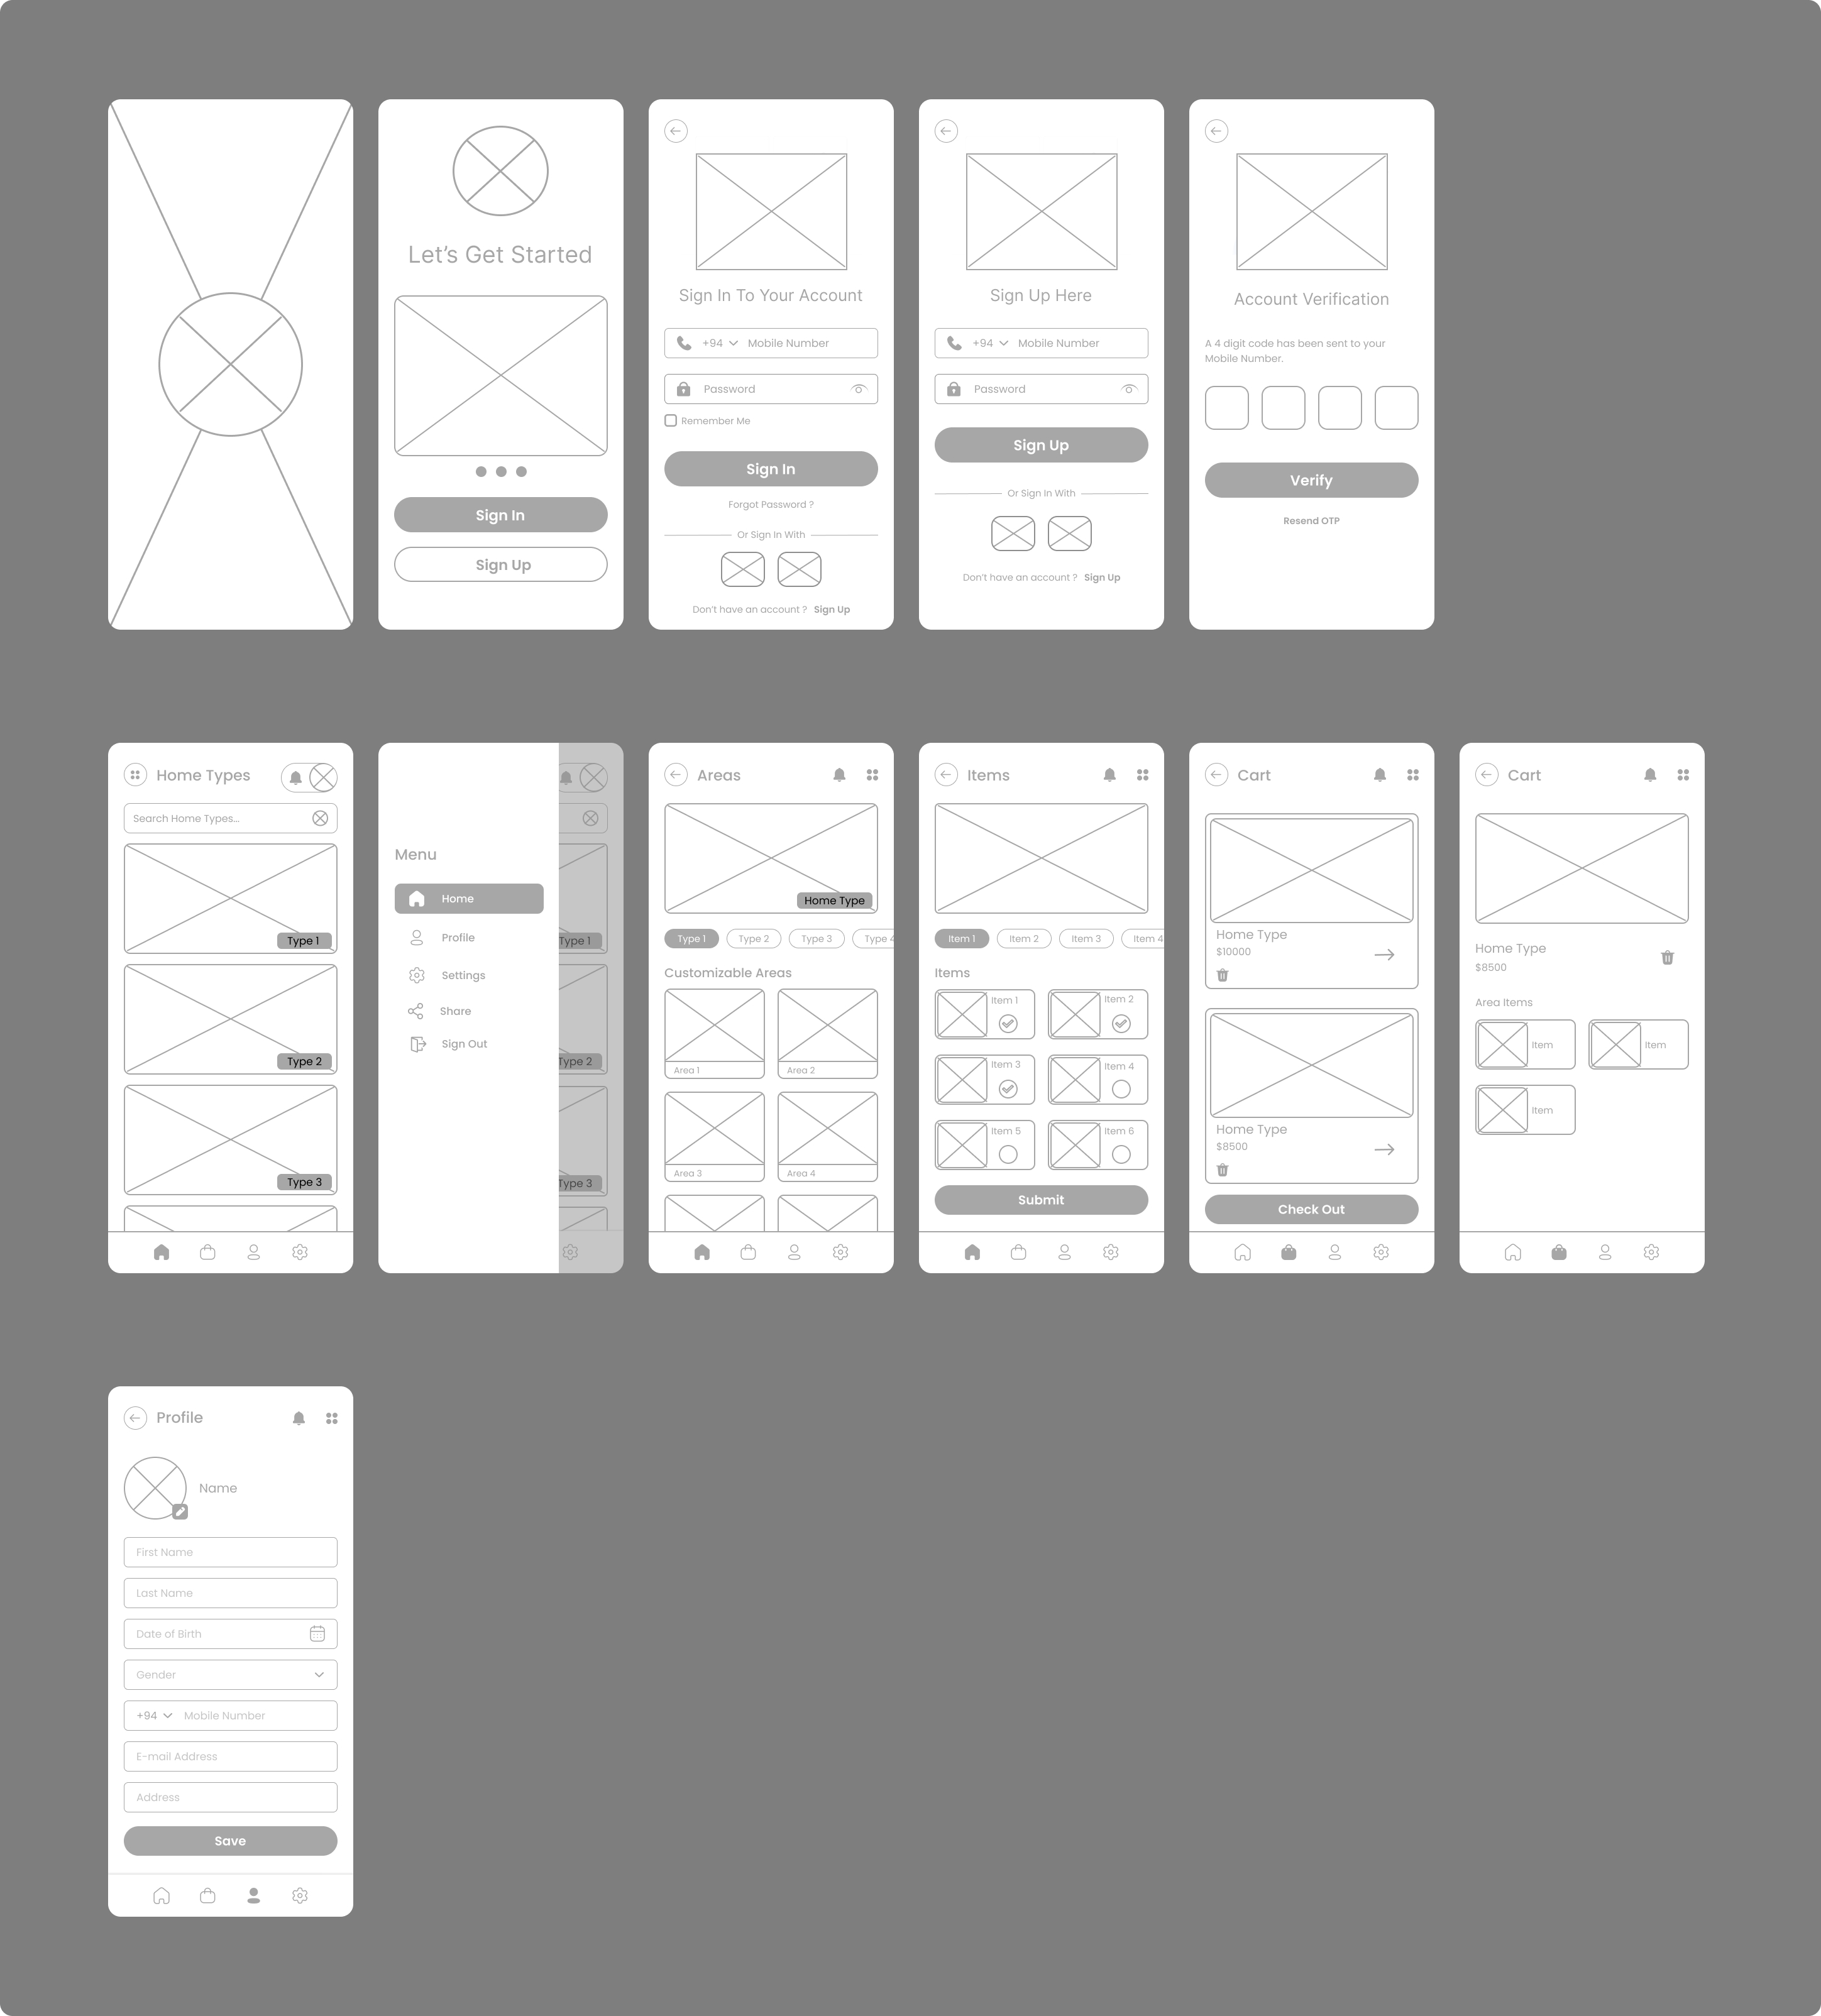 Let's Get Started
Sign In
Sign Up
Sign In To Your Account
+94 Mobile Number
Password
Remember Me
Sign In
Forgot Password ?
Or Sign In With
Don't have an account ? Sign Up
Sign Up Here
+94 Mobile Number
Password
Sign Up
Or Sign In With
Don't have an account ? Sign Up
Account Verification
A 4 digit code has been sent to your
Mobile Number.
Verify
Resend OTP
Home Types
Search Home Types...
Type 1
Type 2
Type 3
Menu
Home
Profile
Settings
Share
Sign Out
Type 1
Type 2
Type 3
Areas
Home Type
Type 1 Type 2 Type 3 Type 4
Customizable Areas
Area 1 Area 2
Area 3 Area 4
Items
Item 1 Item 2 Item 3 Item 4
Items
Item 1 Item 2
Item 3 Item 4
Item 5 Item 6
Submit
Cart
Home Type
$10000
Home Type
$8500
Check Out
Cart
Home Type
$8500
Area Items
Item Item
Item
Profile
Name
First Name
Last Name
Date of Birth
Gender
+94 Mobile Number
E-mail Address
Address
Save